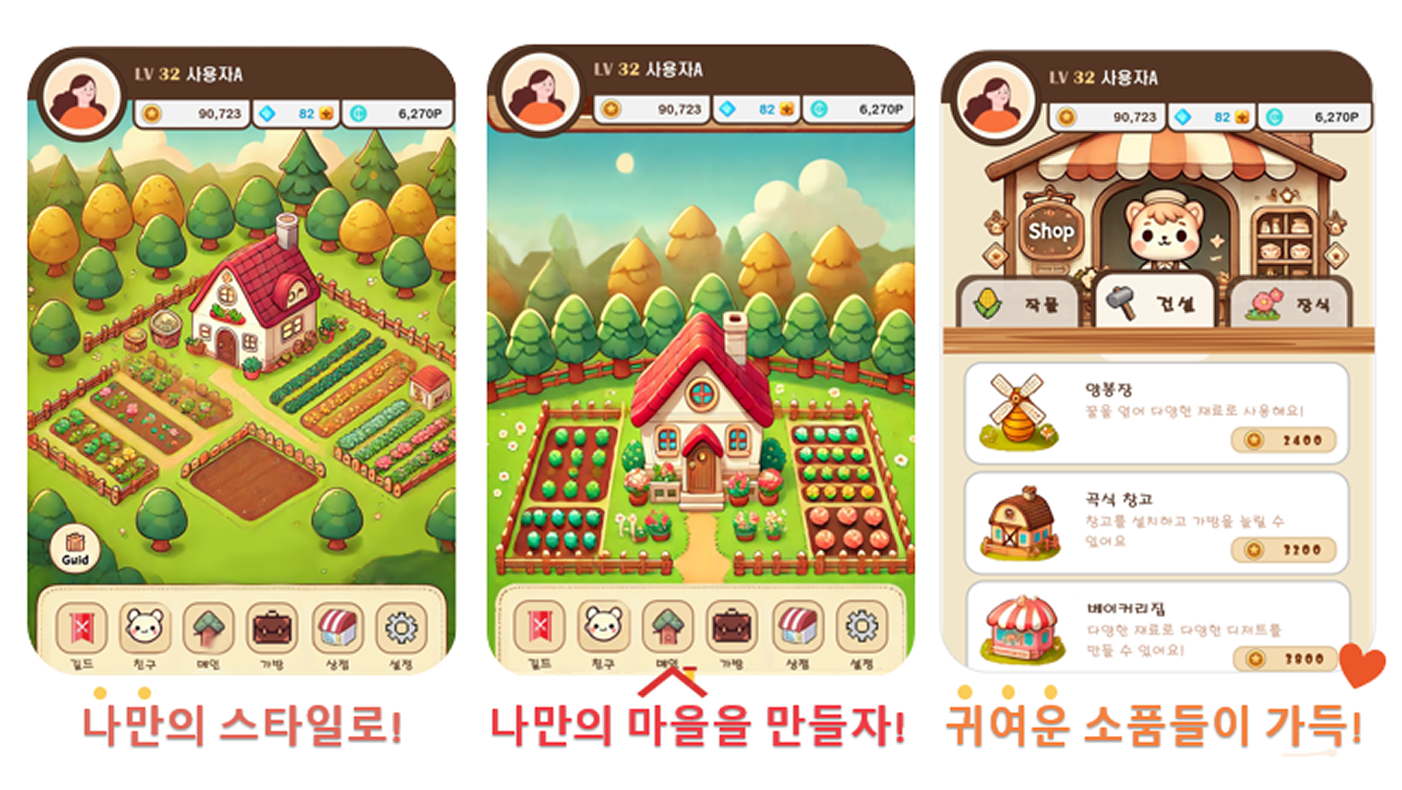 LV 32 사용자A
90,723
82
6,270P
Guid
길드
친구
메인
가방
상점
설정
나만의 스타일로!
LV 32 사용자A
90,723
82
6,270P
길드
친구
메인
가방
상점
설정
나만의 마을을 만들자!
LV 32 사용자A
90,723
82
6,270P
Shop
작물
건설
장식
양봉장
꿀을 얻어 다양한 재료로 사용해요!
2400
곡식 창고
창고를 설치하고 가방을 늘릴 수
있어요
3200
베이커리집
다양한 재료로 다양한 디저트를
만들 수 있어요!
3800
귀여운 소품들이 가득!